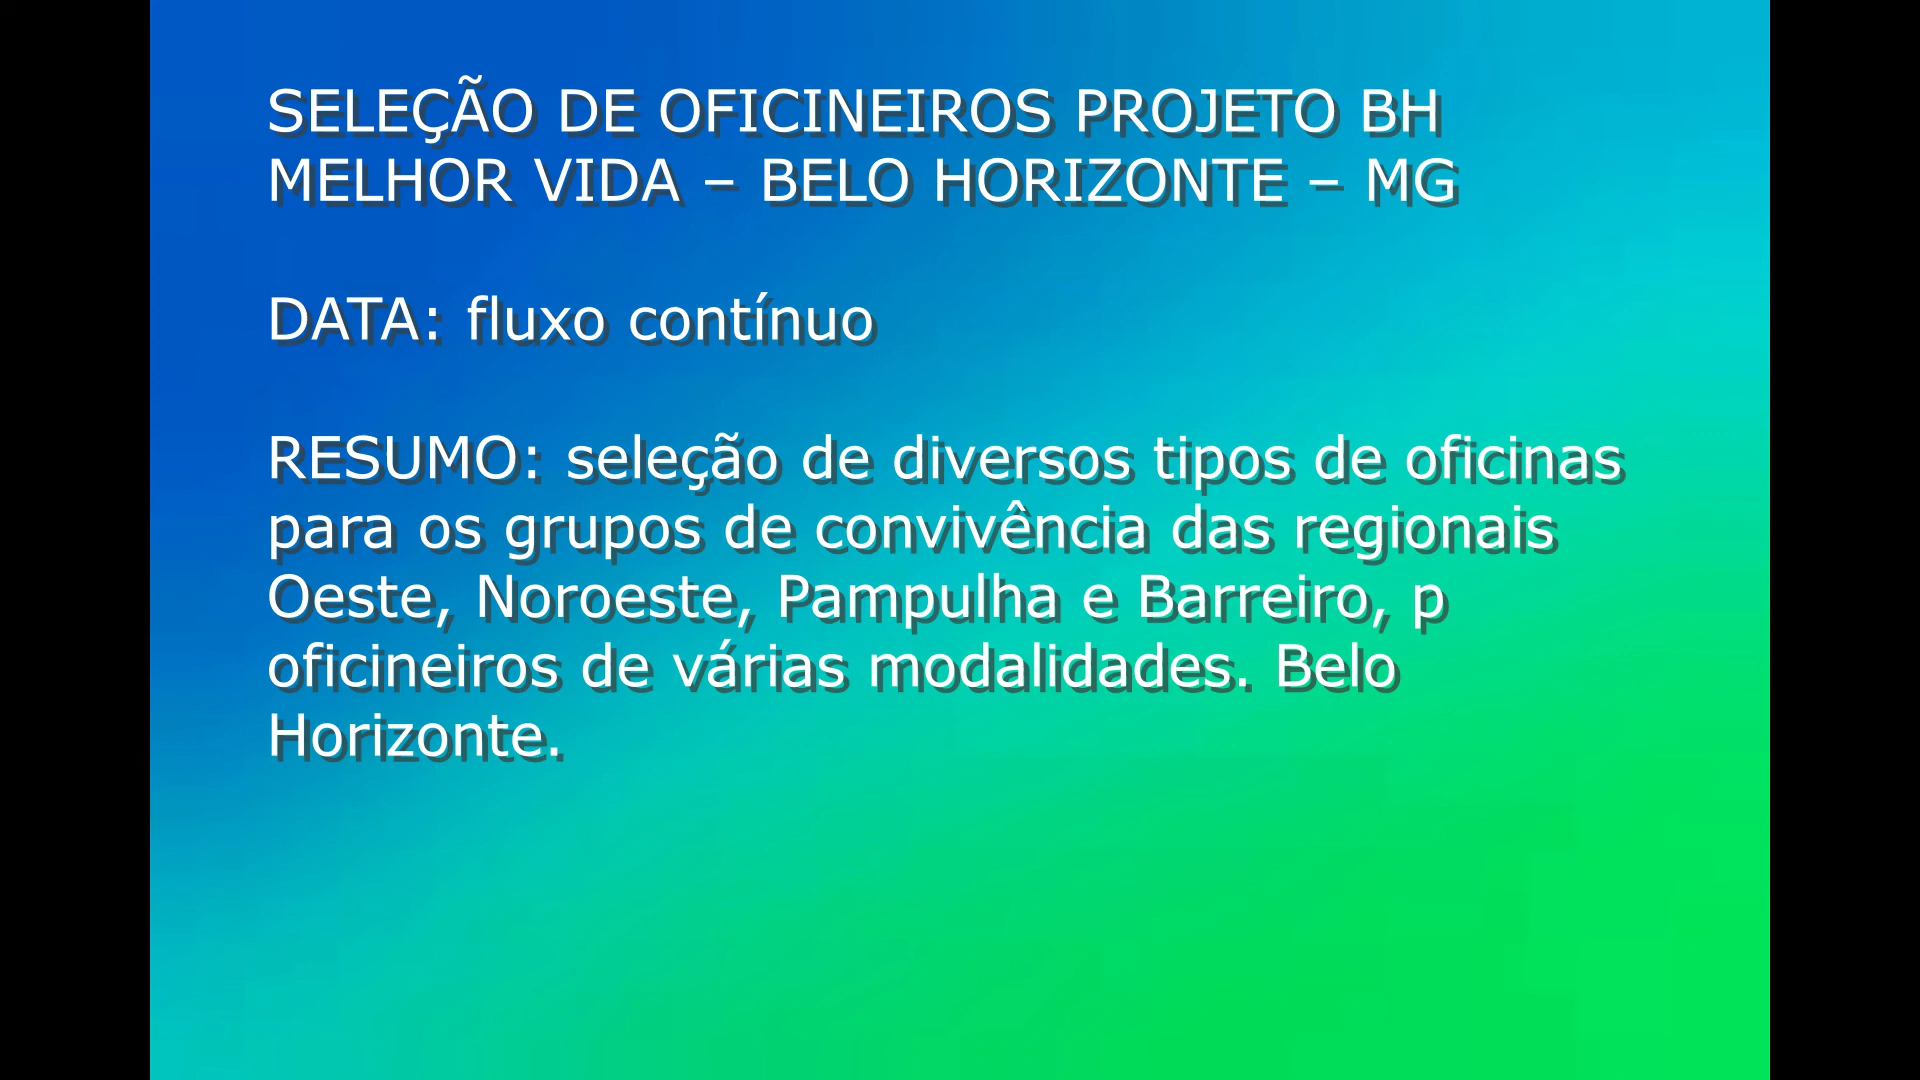 SELEÇÃO DE OFICINEIROS PROJETO BH
MELHOR VIDA – BELO HORIZONTE – MG
DATA: fluxo contínuo
RESUMO: seleção de diversos tipos de oficinas
para os grupos de convivência das regionais
Oeste, Noroeste, Pampulha e Barreiro, p
oficineiros de várias modalidades. Belo
Horizonte.